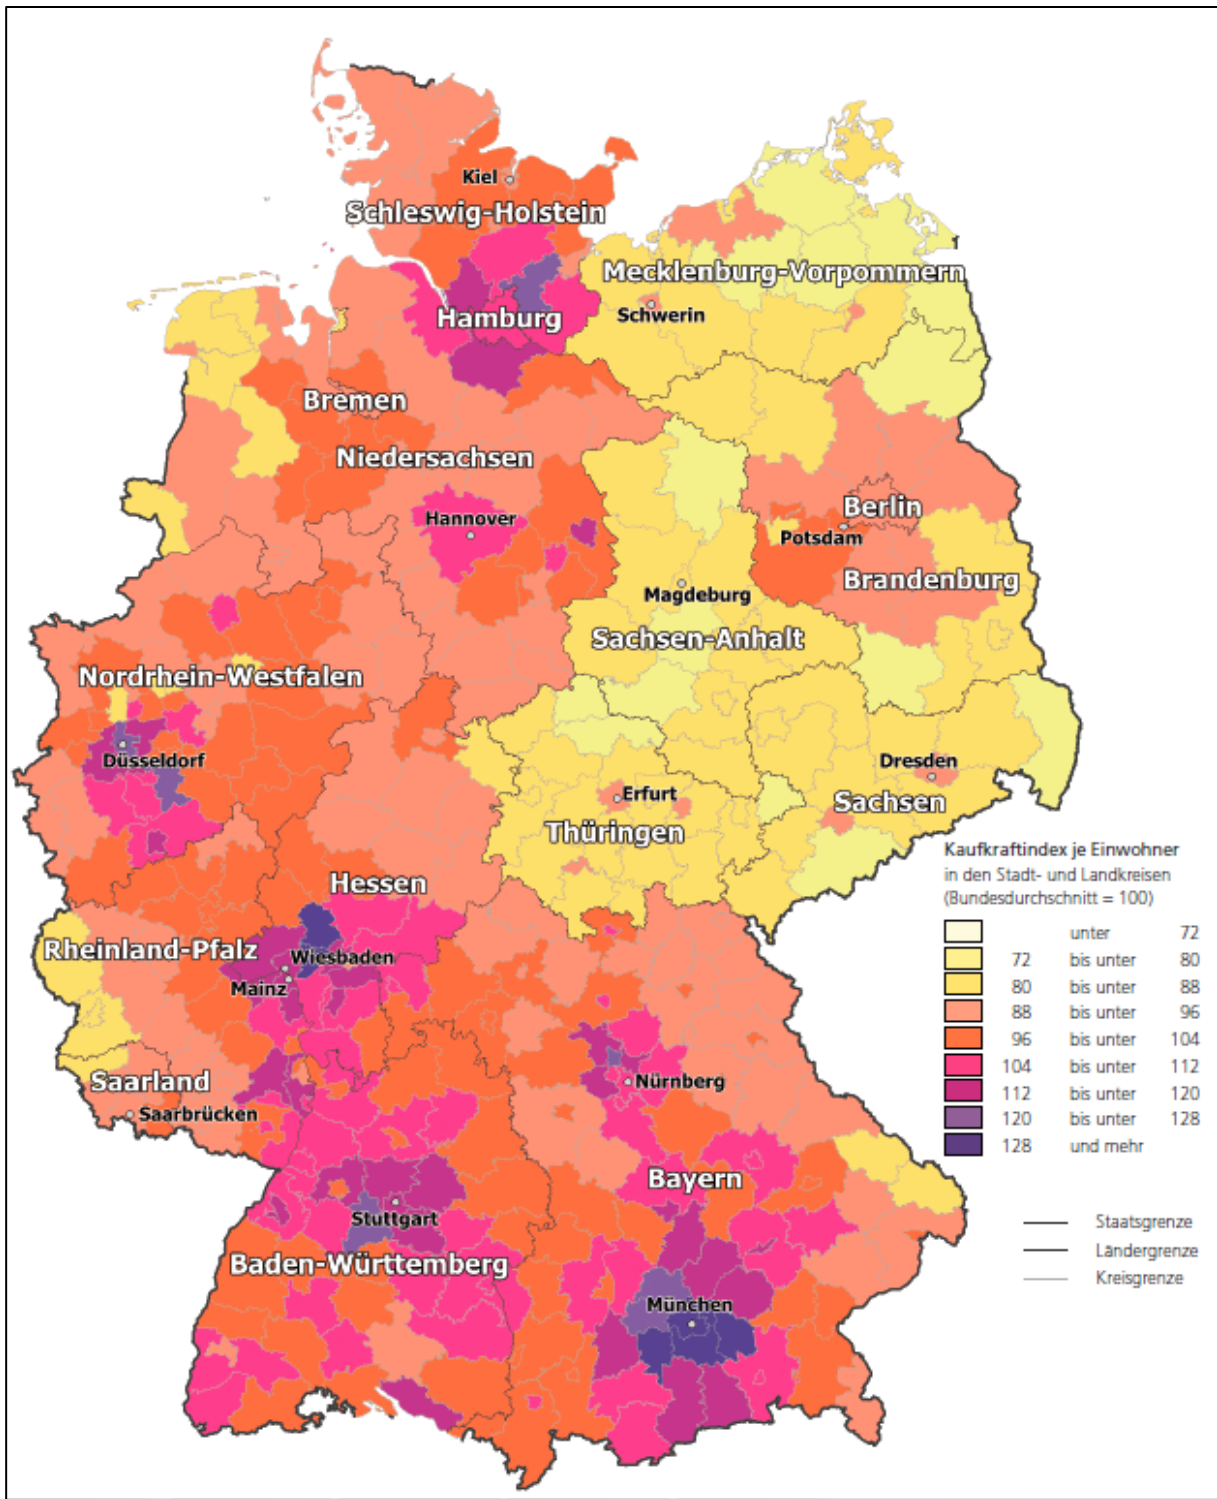 Kiel
Schleswig-Holstein
Mecklenburg-Vorpommern
Schwerin
Hamburg
Bremen
Niedersachsen
Hannover
Berlin
Potsdam
Brandenburg
Magdeburg
Sachsen-Anhalt
Nordrhein-Westfalen
Düsseldorf
Dresden
Erfurt
Sachsen
Thüringen
Hessen
Rheinland-Pfalz
Wiesbaden
Mainz
Saarland
Saarbrücken
Nürnberg
Bayern
Stuttgart
Baden-Württemberg
München
Kaufkraftindex je Einwohner
in den Stadt- und Landkreisen
(Bundesdurchschnitt = 100)
unter 72
72 bis unter 80
80 bis unter 88
88 bis unter 96
96 bis unter 104
104 bis unter 112
112 bis unter 120
120 bis unter 128
128 und mehr
Staatsgrenze
Ländergrenze
Kreisgrenze